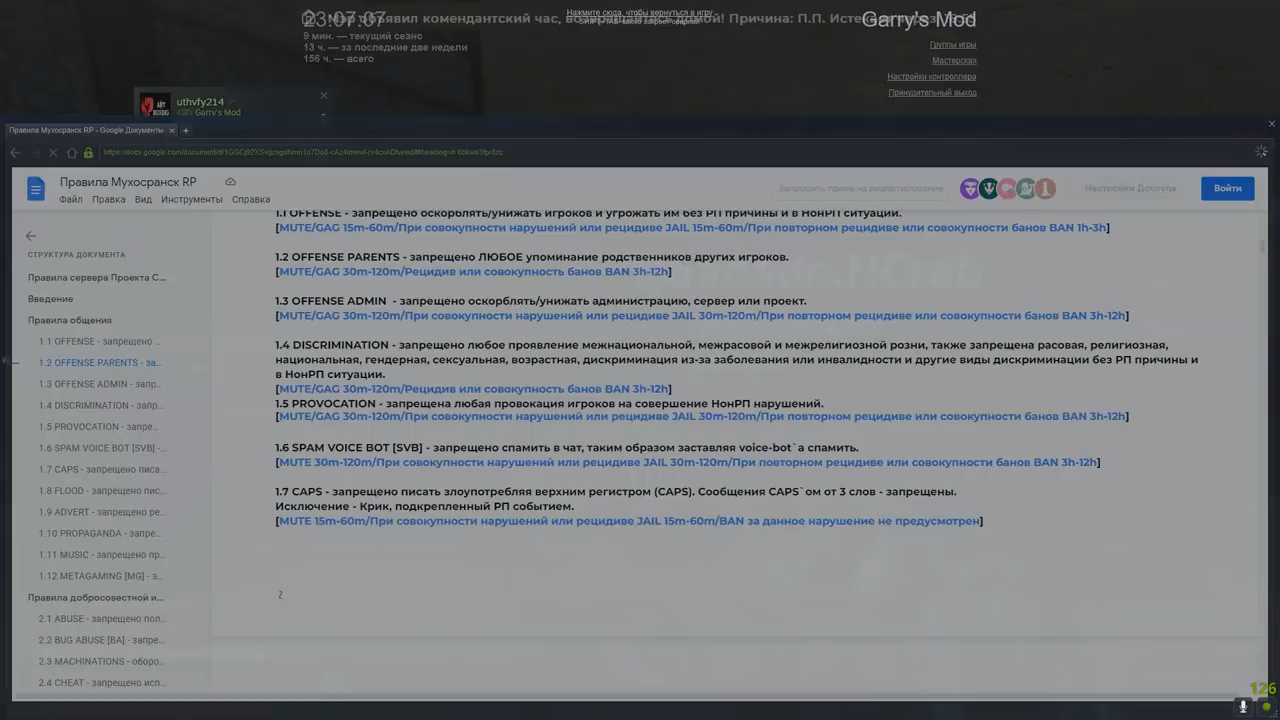 23:07:07
объявил комендантский час, возвращайтесь домой! Причина: П.П.
Нажмите сюда, чтобы вернуться в игру
Garry's Mod
9 мин. — текущий сеанс
13 ч. — за последние две недели
156 ч. — всего
Группы игры
Мастерская
Настройки контроллера
Принудительный выход
uthvfy214
Garry's Mod
Правила Мухосранск RP - Google Документы
Правила Мухосранск RP
Файл Правка Вид Инструменты Справка
Запросить права на редактирование
Настройки Доступа
Войти
СТРУКТУРА ДОКУМЕНТА
Правила сервера Проекта С...
Введение
Правила общения
1.1 OFFENSE - запрещено ...
1.2 OFFENSE PARENTS - за...
1.3 OFFENSE ADMIN - запр...
1.4 DISCRIMINATION - запр...
1.5 PROVOCATION - запре...
1.6 SPAM VOICE BOT [SVB] -...
1.7 CAPS - запрещено писа...
1.8 FLOOD - запрещено пис...
1.9 ADVERT - запрещено ре...
1.10 PROPAGANDA - запре...
1.11 MUSIC - запрещено пр...
1.12 METAGAMING [MG] - з...
Правила добросовестной и...
2.1 ABUSE - запрещено пол...
2.2 BUG ABUSE [BA] - запре...
2.3 MACHINATIONS - оборо...
2.4 CHEAT - запрещено исп...
1.1 OFFENSE - запрещено оскорблять/унижать игроков и угрожать им без РП причины и в НонРП ситуации.
[MUTE/GAG 15m-60m/При совокупности нарушений или рецидиве JAIL 15m-60m/При повторном рецидиве или совокупности банов BAN 1h-3h]
1.2 OFFENSE PARENTS - запрещено ЛЮБОЕ упоминание родственников других игроков.
[MUTE/GAG 30m-120m/Рецидив или совокупность банов BAN 3h-12h]
1.3 OFFENSE ADMIN - запрещено оскорблять/унижать администрацию, сервер или проект.
[MUTE/GAG 30m-120m/При совокупности нарушений или рецидиве JAIL 30m-120m/При повторном рецидиве или совокупности банов BAN 3h-12h]
1.4 DISCRIMINATION - запрещено любое проявление межнациональной, межрасовой и межрелигиозной розни, также запрещена расовая, религиозная,
национальная, гендерная, сексуальная, возрастная, дискриминация из-за заболевания или инвалидности и другие виды дискриминации без РП причины и
в НонРП ситуации.
[MUTE/GAG 30m-120m/Рецидив или совокупность банов BAN 3h-12h]
1.5 PROVOCATION - запрещена любая провокация игроков на совершение НонРП нарушений.
[MUTE/GAG 30m-120m/При совокупности нарушений или рецидиве JAIL 30m-120m/При повторном рецидиве или совокупности банов BAN 3h-12h]
1.6 SPAM VOICE BOT [SVB] - запрещено спамить в чат, таким образом заставляя voice-bot`а спамить.
[MUTE 30m-120m/При совокупности нарушений или рецидиве JAIL 30m-120m/При повторном рецидиве или совокупности банов BAN 3h-12h]
1.7 CAPS - запрещено писать злоупотребляя верхним регистром (CAPS). Сообщения CAPS`ом от 3 слов - запрещены.
Исключение - Крик, подкрепленный РП событием.
[MUTE 15m-60m/При совокупности нарушений или рецидиве JAIL 15m-60m/BAN за данное нарушение не предусмотрен]
2
126